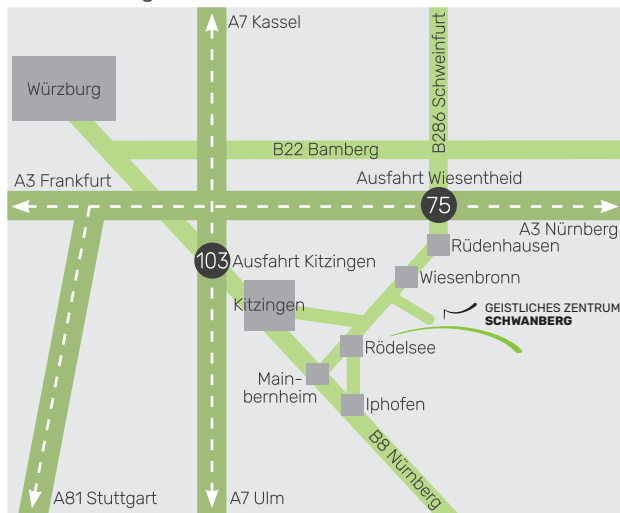 A7 Kassel
B286 Schweinfurt
Würzburg
B22 Bamberg
A3 Frankfurt
Ausfahrt Wiesentheid
75
A3 Nürnberg
Rüdenhausen
103
Ausfahrt Kitzingen
Wiesenbronn
Kitzingen
GEISTLICHES ZENTRUM
SCHWANBERG
Rödelsee
Main-
bernheim
Iphofen
B8 Nürnberg
A81 Stuttgart
A7 Ulm